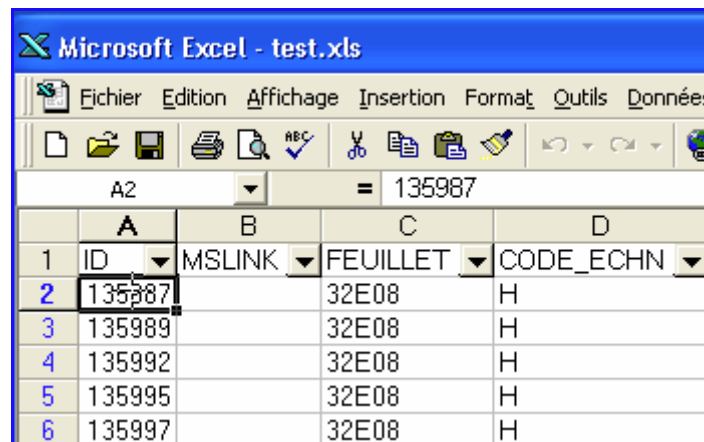 Microsoft Excel - test.xls
Fichier Edition Affichage Insertion Format Outils Données
ABC
A2 = 135987
A B C D
1 ID MSLINK FEUILLET CODE_ECHN
2 135987 32E08 H
3 135989 32E08 H
4 135992 32E08 H
5 135995 32E08 H
6 135997 32E08 H